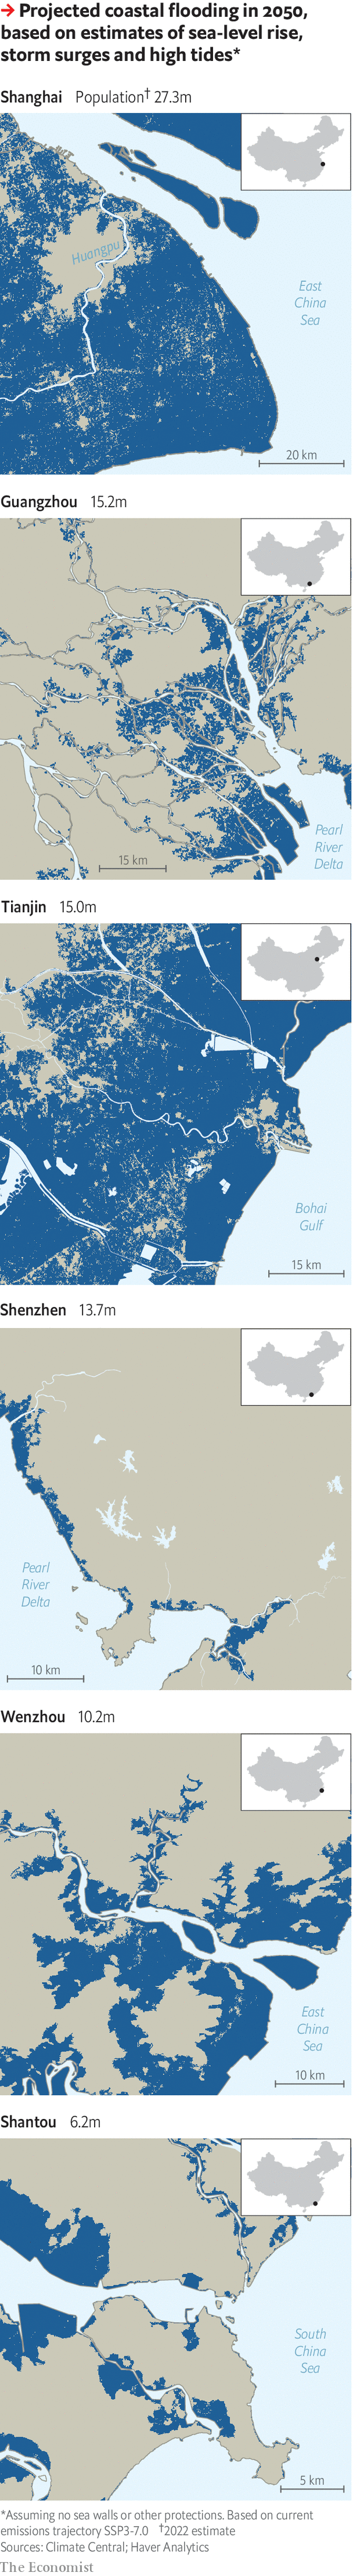 → Projected coastal flooding in 2050,
based on estimates of sea-level rise,
storm surges and high tides*
Shanghai Population† 27.3m
Huangpu
East
China
Sea
20 km
Guangzhou 15.2m
Pearl
River
Delta
15 km
Tianjin 15.0m
Bohai
Gulf
15 km
Shenzhen 13.7m
Pearl
River
Delta
10 km
Wenzhou 10.2m
East
China
Sea
10 km
Shantou 6.2m
South
China
Sea
5 km
*Assuming no sea walls or other protections. Based on current
emissions trajectory SSP3-7.0 †2022 estimate
Sources: Climate Central; Haver Analytics
The Economist